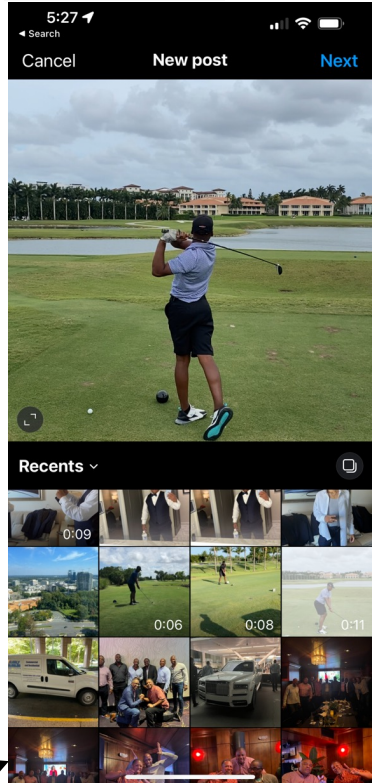 5:27
◀ Search
Cancel New post Next
Recents
0:09
0:06 0:08 0:11